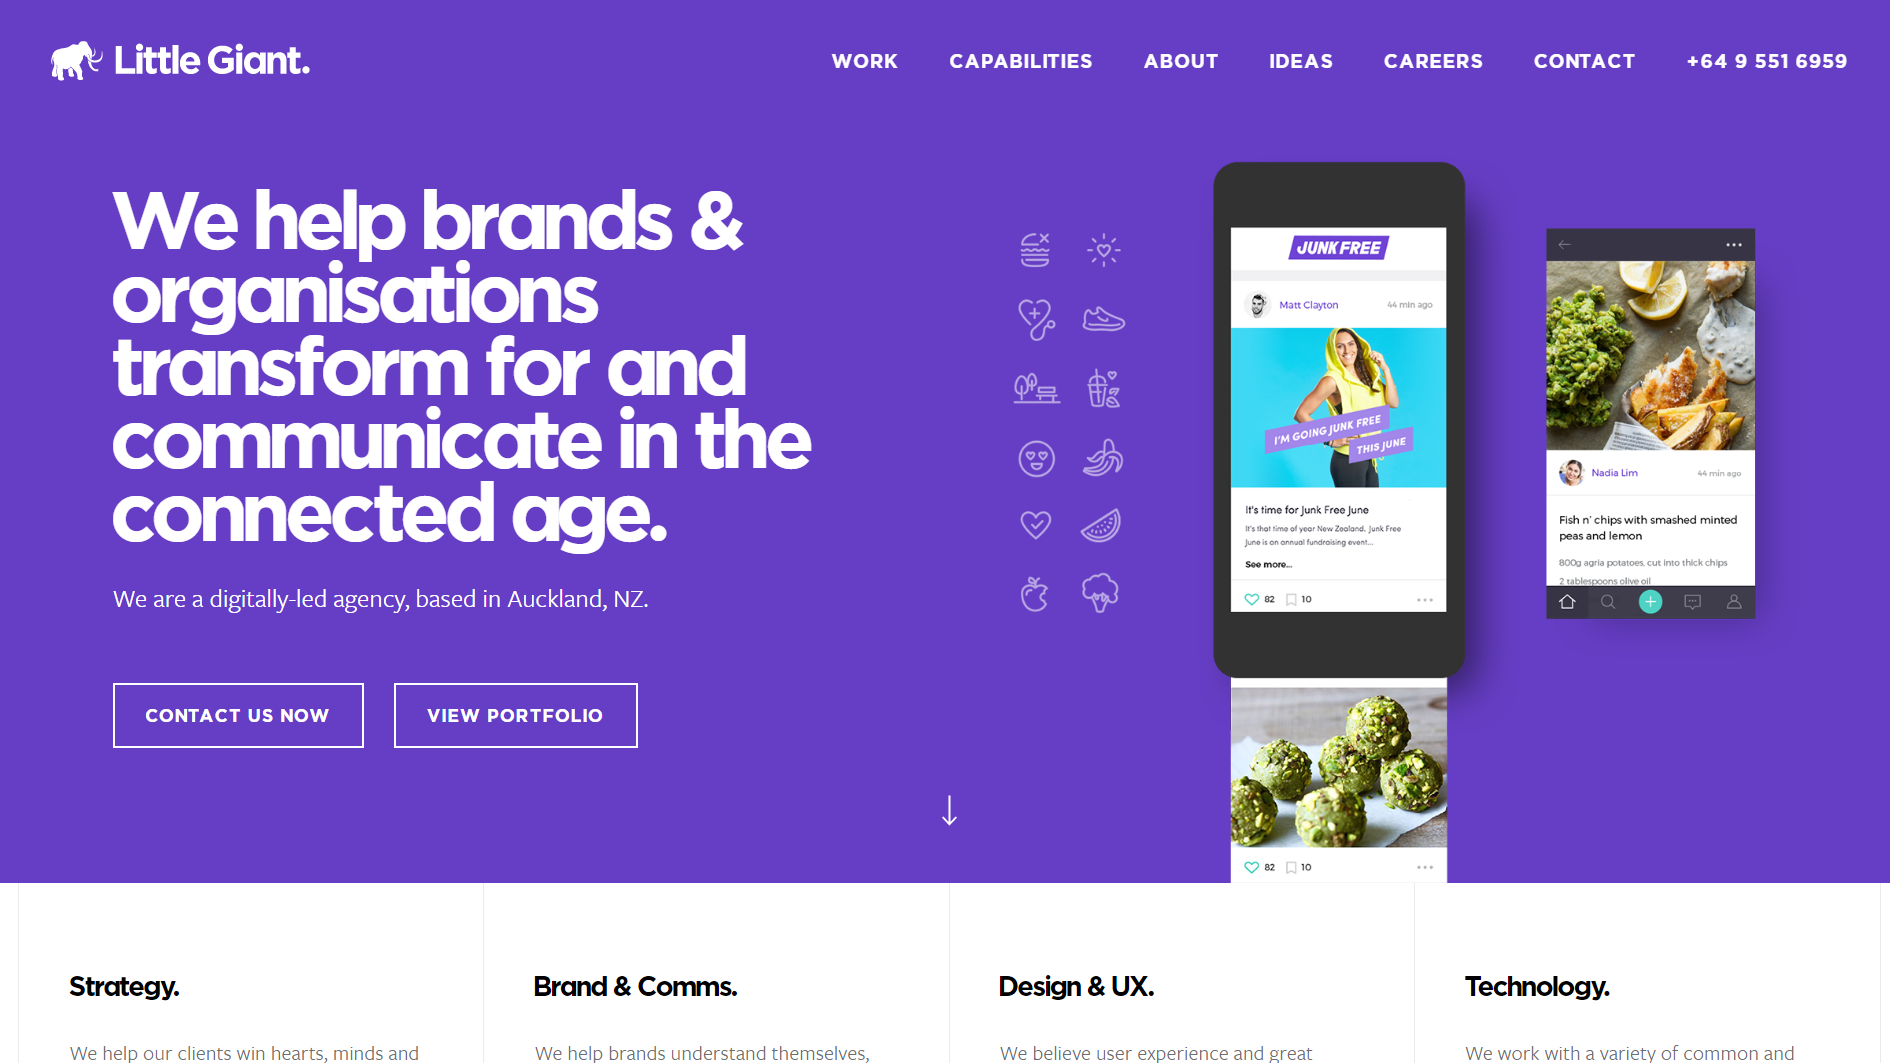 Little Giant.
WORK CAPABILITIES ABOUT IDEAS CAREERS CONTACT +64 9 551 6959
We help brands &
organisations
transform for and
communicate in the
connected age.
We are a digitally-led agency, based in Auckland, NZ.
CONTACT US NOW
VIEW PORTFOLIO
JUNK FREE
Matt Clayton 44 min ago
I'M GOING JUNK FREE
THIS JUNE
It's time for Junk Free June
It's that time of year New Zealand. Junk Free
June is an annual fundraising event...
See more...
82 10
82 10
Nadia Lim 44 min ago
Fish n' chips with smashed minted
peas and lemon
800g agria potatoes, cut into thick chips
2 tablespoons olive oil
Strategy.
We help our clients win hearts, minds and
Brand & Comms.
We help brands understand themselves,
Design & UX.
We believe user experience and great
Technology.
We work with a variety of common and